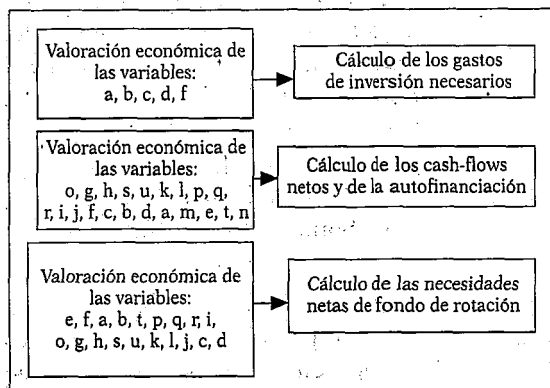 Valoración económica de
las variables:
a, b, c, d, f
Cálculo de los gastos
de inversión necesarios
Valoración económica de
las variables:
o, g, h, s, u, k, l, p, q,
r, i, j, f, c, b, d, a, m, e, t, n
Cálculo de los cash-flows
netos y de la autofinanciación
Valoración económica de
las variables:
e, f, a, b, t, p, q, r, i,
o, g, h, s, u, k, l, j, c, d
Cálculo de las necesidades
netas de fondo de rotación